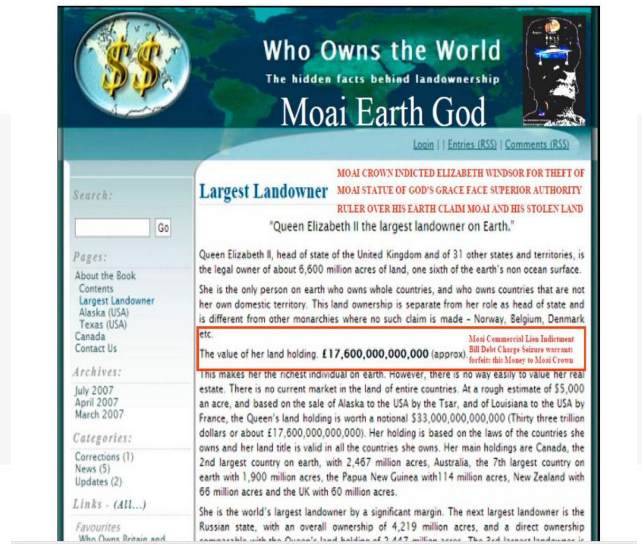 $$
Who Owns the World
The hidden facts behind landownership
Moai Earth God
Login | | Entries (RSS) | Comments (RSS)
MOAI CROWN INDICTED ELIZABETH WINDSOR FOR THEFT OF
MOAI STATUE OF GOD'S GRACE FACE SUPERIOR AUTHORITY
RULER OVER HIS EARTH CLAIM MOAI AND HIS STOLEN LAND
Search:
Go
Pages:
About the Book
Contents
Largest Landowner
Alaska (USA)
Texas (USA)
Canada
Contact Us
Archives:
July 2007
April 2007
March 2007
Categories:
Corrections (1)
News (5)
Updates (2)
Links - (All...)
Favourites
Who Owns Britain and
Largest Landowner
"Queen Elizabeth II the largest landowner on Earth."
Queen Elizabeth II, head of state of the United Kingdom and of 31 other states and territories, is
the legal owner of about 6,600 million acres of land, one sixth of the earth's non ocean surface.
She is the only person on earth who owns whole countries, and who owns countries that are not
her own domestic territory. This land ownership is separate from her role as head of state and
is different from other monarchies where no such claim is made – Norway, Belgium, Denmark
etc.
The value of her land holding. £17,600,000,000,000 (approx)
Moai Commercial Lien Indictment
Bill Debt Charge Seizure warrants
forfeits this Money to Moai Crown
This makes her the richest individual on earth. However, there is no way easily to value her real
estate. There is no current market in the land of entire countries. At a rough estimate of $5,000
an acre, and based on the sale of Alaska to the USA by the Tsar, and of Louisiana to the USA by
France, the Queen's land holding is worth a notional $33,000,000,000,000 (Thirty three trillion
dollars or about £17,600,000,000,000). Her holding is based on the laws of the countries she
owns and her land title is valid in all the countries she owns. Her main holdings are Canada, the
2nd largest country on earth, with 2,467 million acres, Australia, the 7th largest country on
earth with 1,900 million acres, the Papua New Guinea with114 million acres, New Zealand with
66 million acres and the UK with 60 million acres.
She is the world's largest landowner by a significant margin. The next largest landowner is the
Russian state, with an overall ownership of 4,219 million acres, and a direct ownership
comparable with the Queen's land holding of 2,447 million acres. The 3rd largest landowner is